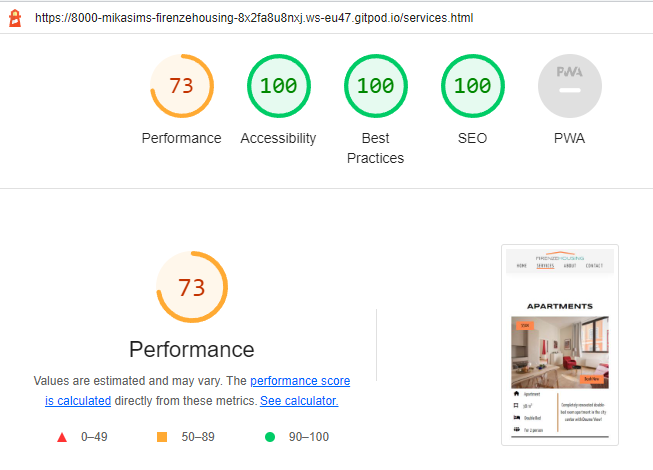 https://8000-mikasims-firenzehousing-8x2fa8u8nxj.ws-eu47.gitpod.io/services.html
73
100
100
100
PWA
Performance
Accessibility
Best
Practices
SEO
PWA
73
Performance
Values are estimated and may vary. The performance score
is calculated directly from these metrics. See calculator.
0–49
50–89
90–100
FIRENZEHOUSING
HOME SERVICES ABOUT CONTACT
APARTMENTS
Book Now
Apartment
Double Bed
For 2 person
Completely renovated double
bed room apartment in the city
center with Duomo View!